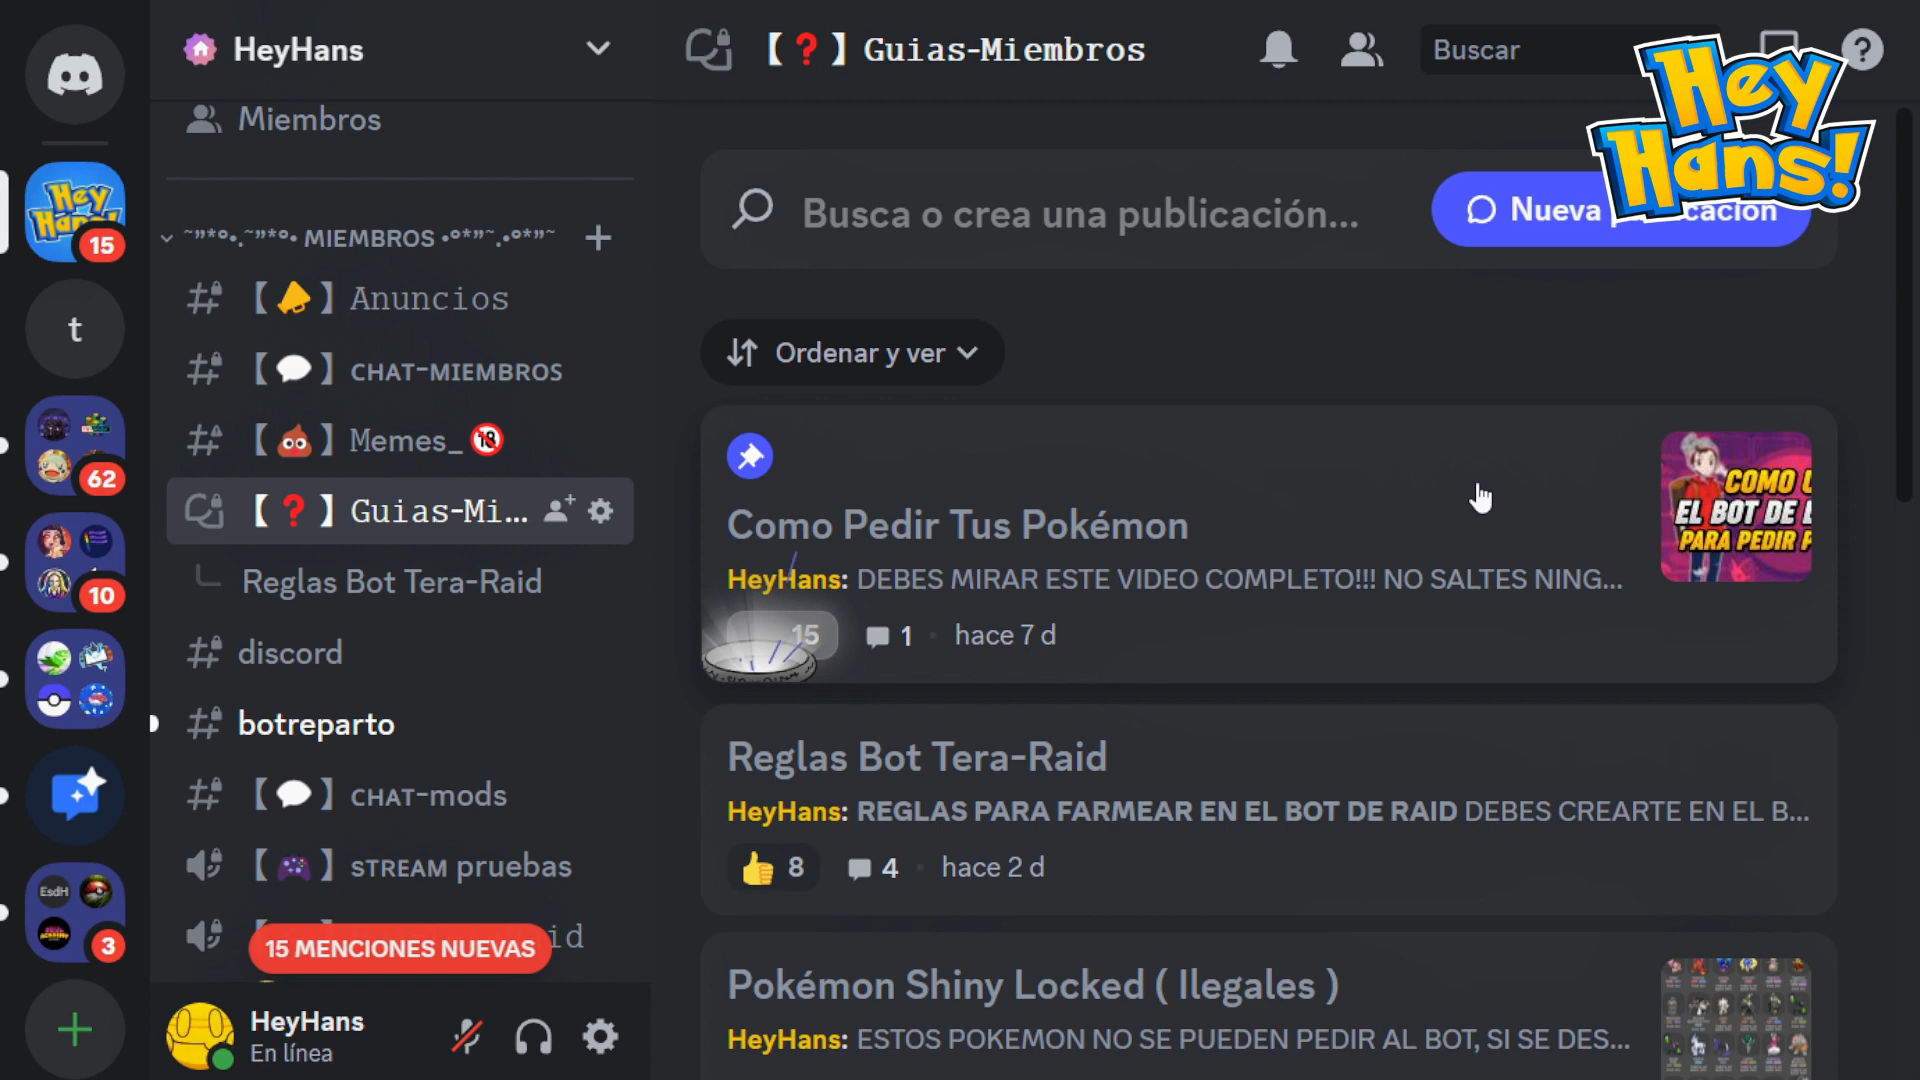 HeyHans
Miembros
~”*°•.~”*°• MIEMBROS •°*”~.•°*”~
【📣】Anuncios
【💬】CHAT-MIEMBROS
【💩】Memes_🔞
【❓】Guias-Mi...
Reglas Bot Tera-Raid
discord
botreparto
【💬】CHAT-mods
【🎮】STREAM pruebas
id
15 MENCIONES NUEVAS
HeyHans
En línea
Hey
Hans
15
t
62
10
EsdH
3
【❓】Guias-Miembros
Buscar
Hey
Hans!
Busca o crea una publicación...
Nueva
cación
Ordenar y ver
Como Pedir Tus Pokémon
HeyHans: DEBES MIRAR ESTE VIDEO COMPLETO!!! NO SALTES NING...
15
1 • hace 7 d
COMO U
EL BOT DE
PARA PEDIR P
Reglas Bot Tera-Raid
HeyHans: REGLAS PARA FARMEAR EN EL BOT DE RAID DEBES CREARTE EN EL B...
👍 8
4 • hace 2 d
Pokémon Shiny Locked ( Ilegales )
HeyHans: ESTOS POKEMON NO SE PUEDEN PEDIR AL BOT, SI SE DES...